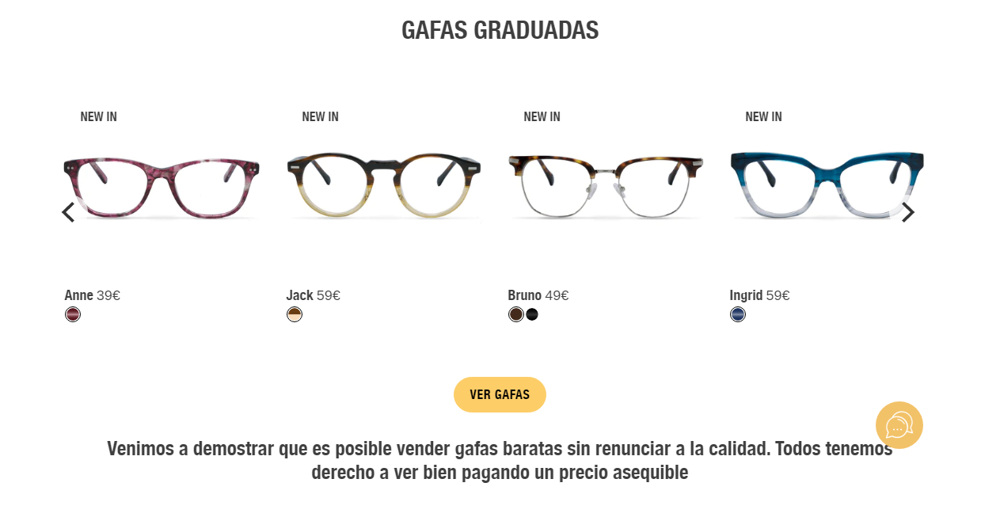 GAFAS GRADUADAS
NEW IN
NEW IN
NEW IN
NEW IN
Anne 39€
Jack 59€
Bruno 49€
Ingrid 59€
VER GAFAS
Venimos a demostrar que es posible vender gafas baratas sin renunciar a la calidad. Todos tenemos
derecho a ver bien pagando un precio asequible